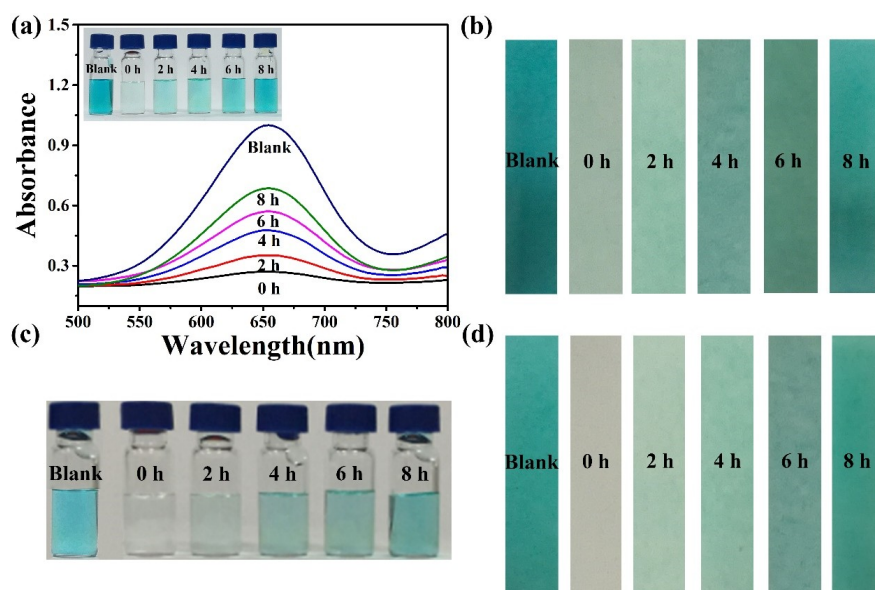 (a)
1.5
1.2
0.9
0.6
0.3
Absorbance
Blank 0 h 2 h 4 h 6 h 8 h
Blank
8 h
6 h
4 h
2 h
0 h
500 550 600 650 700 750 800
Wavelength(nm)
(b)
Blank 0 h 2 h 4 h 6 h 8 h
(c)
Blank 0 h 2 h 4 h 6 h 8 h
(d)
Blank 0 h 2 h 4 h 6 h 8 h